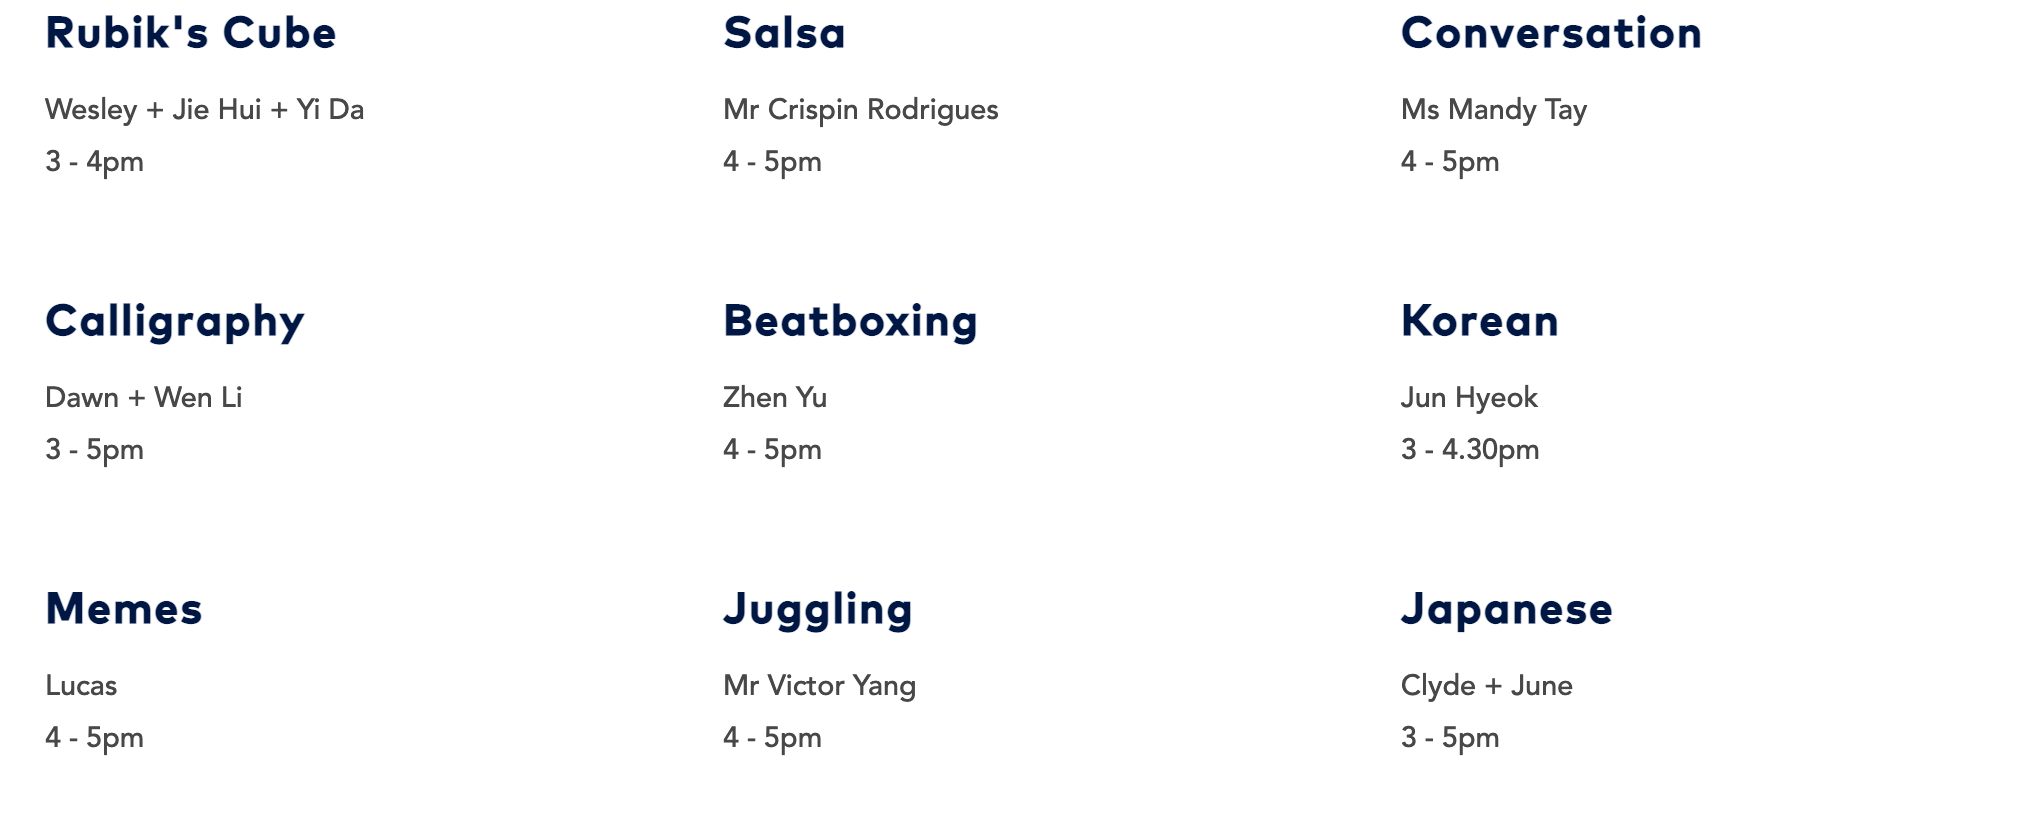 Rubik's Cube
Wesley + Jie Hui + Yi Da
3 - 4pm
Salsa
Mr Crispin Rodrigues
4 - 5pm
Conversation
Ms Mandy Tay
4 - 5pm
Calligraphy
Dawn + Wen Li
3 - 5pm
Beatboxing
Zhen Yu
4 - 5pm
Korean
Jun Hyeok
3 - 4.30pm
Memes
Lucas
4 - 5pm
Juggling
Mr Victor Yang
4 - 5pm
Japanese
Clyde + June
3 - 5pm